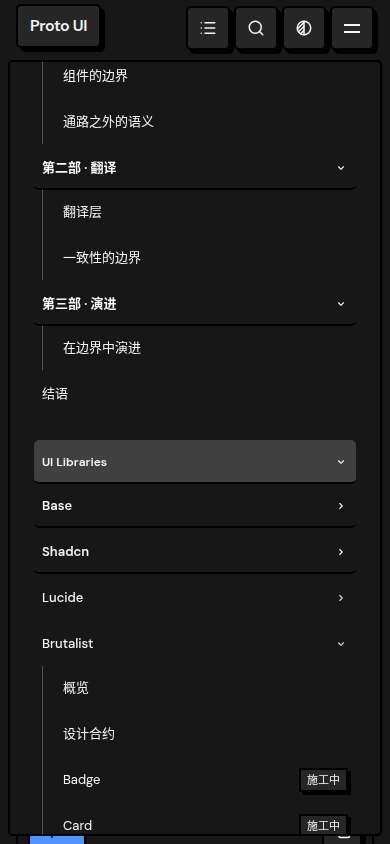 Proto UI
组件的边界
通路之外的语义
第二部 · 翻译
翻译层
一致性的边界
第三部 · 演进
在边界中演进
结语
UI Libraries
Base
Shadcn
Lucide
Brutalist
概览
设计合约
Badge 施工中
Card 施工中